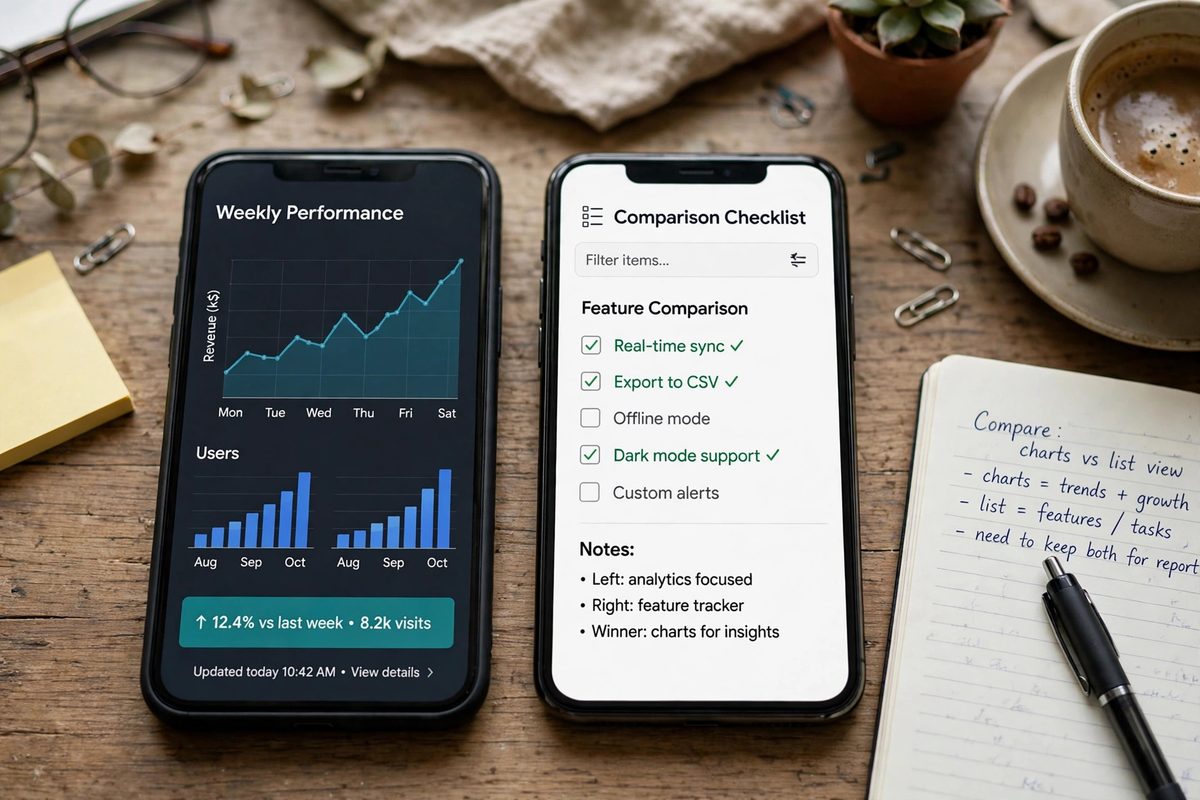 Weekly Performance
Revenue (k$)
Mon Tue Wed Thu Fri Sat
Users
Aug Sep Oct Aug Sep Oct
↑ 12.4% vs last week • 8.2k visits
Updated today 10:42 AM • View details >
Comparison Checklist
Filter items...
Feature Comparison
Real-time sync ✓
Export to CSV ✓
Offline mode
Dark mode support ✓
Custom alerts
Notes:
• Left: analytics focused
• Right: feature tracker
• Winner: charts for insights
Compare:
charts vs list view
- charts = trends + growth
- list = features / tasks
- need to keep both for report